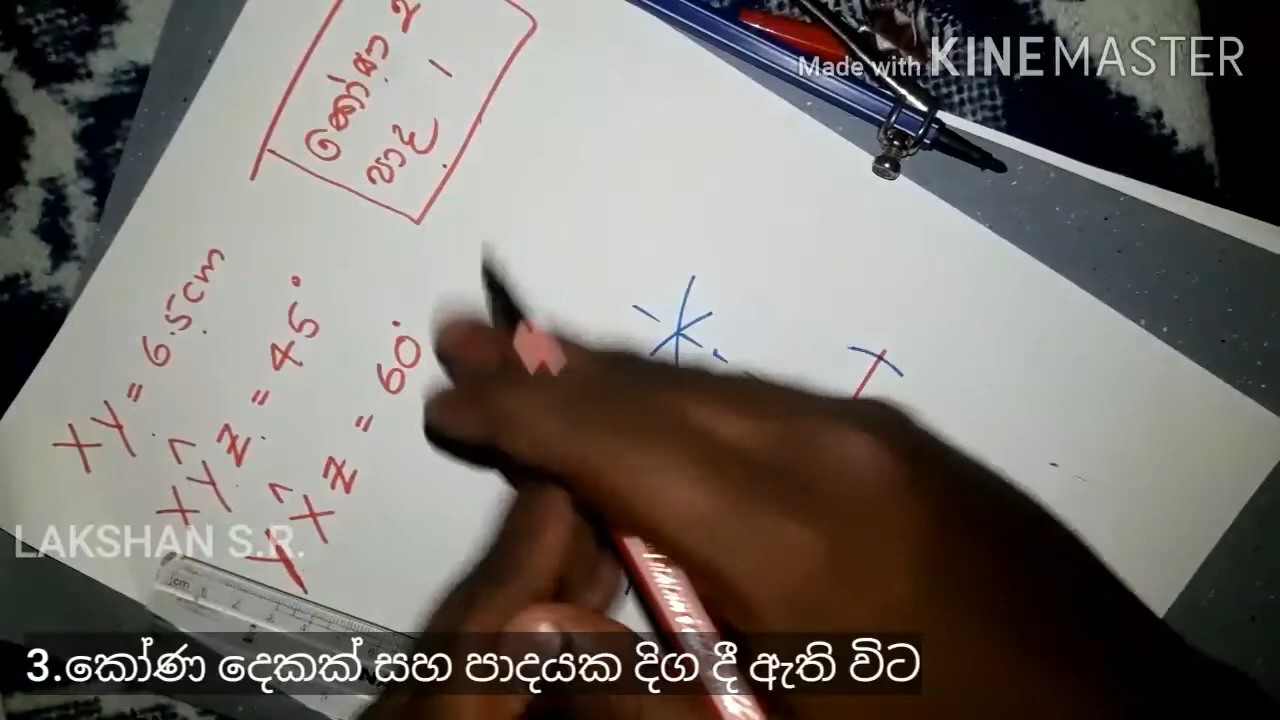 Made with KINEMASTER
කෝණ 2
පාද 1
XY = 6.5cm
XŶZ = 45°
YX̂Z = 60°
LAKSHAN S.R.
cm
3.කෝණ දෙකක් සහ පාදයක දිග දී ඇති විට